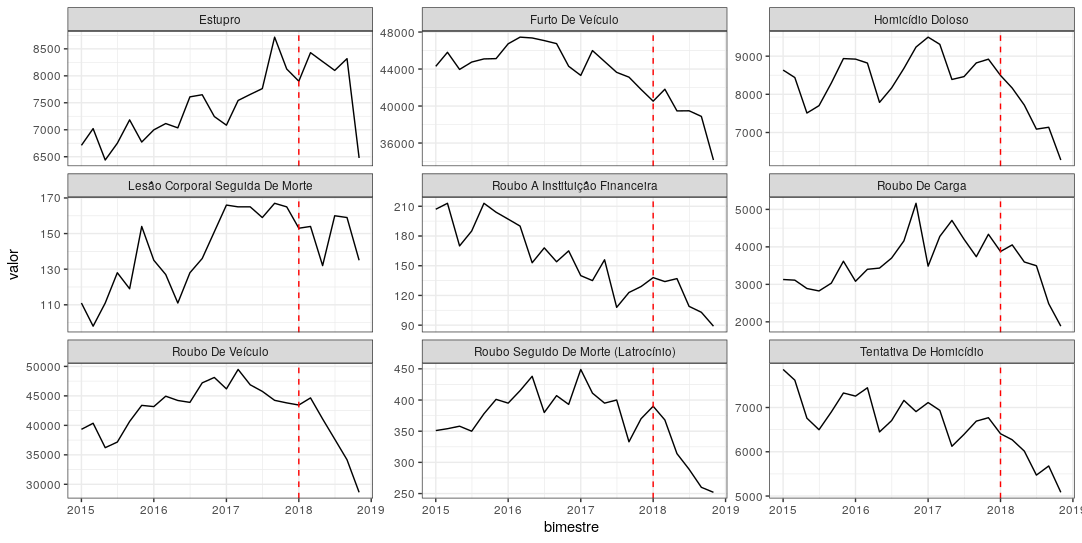 Estupro
Furto De Veículo
Homicídio Doloso
8500
8000
7500
7000
6500
48000
44000
40000
36000
9000
8000
7000
Lesão Corporal Seguida De Morte
Roubo A Instituição Financeira
Roubo De Carga
valor
170
150
130
110
210
180
150
120
90
5000
4000
3000
2000
Roubo De Veículo
Roubo Seguido De Morte (Latrocínio)
Tentativa De Homicídio
50000
45000
40000
35000
30000
450
400
350
300
250
7000
6000
5000
2015 2016 2017 2018 2019
2015 2016 2017 2018 2019
2015 2016 2017 2018 2019
bimestre